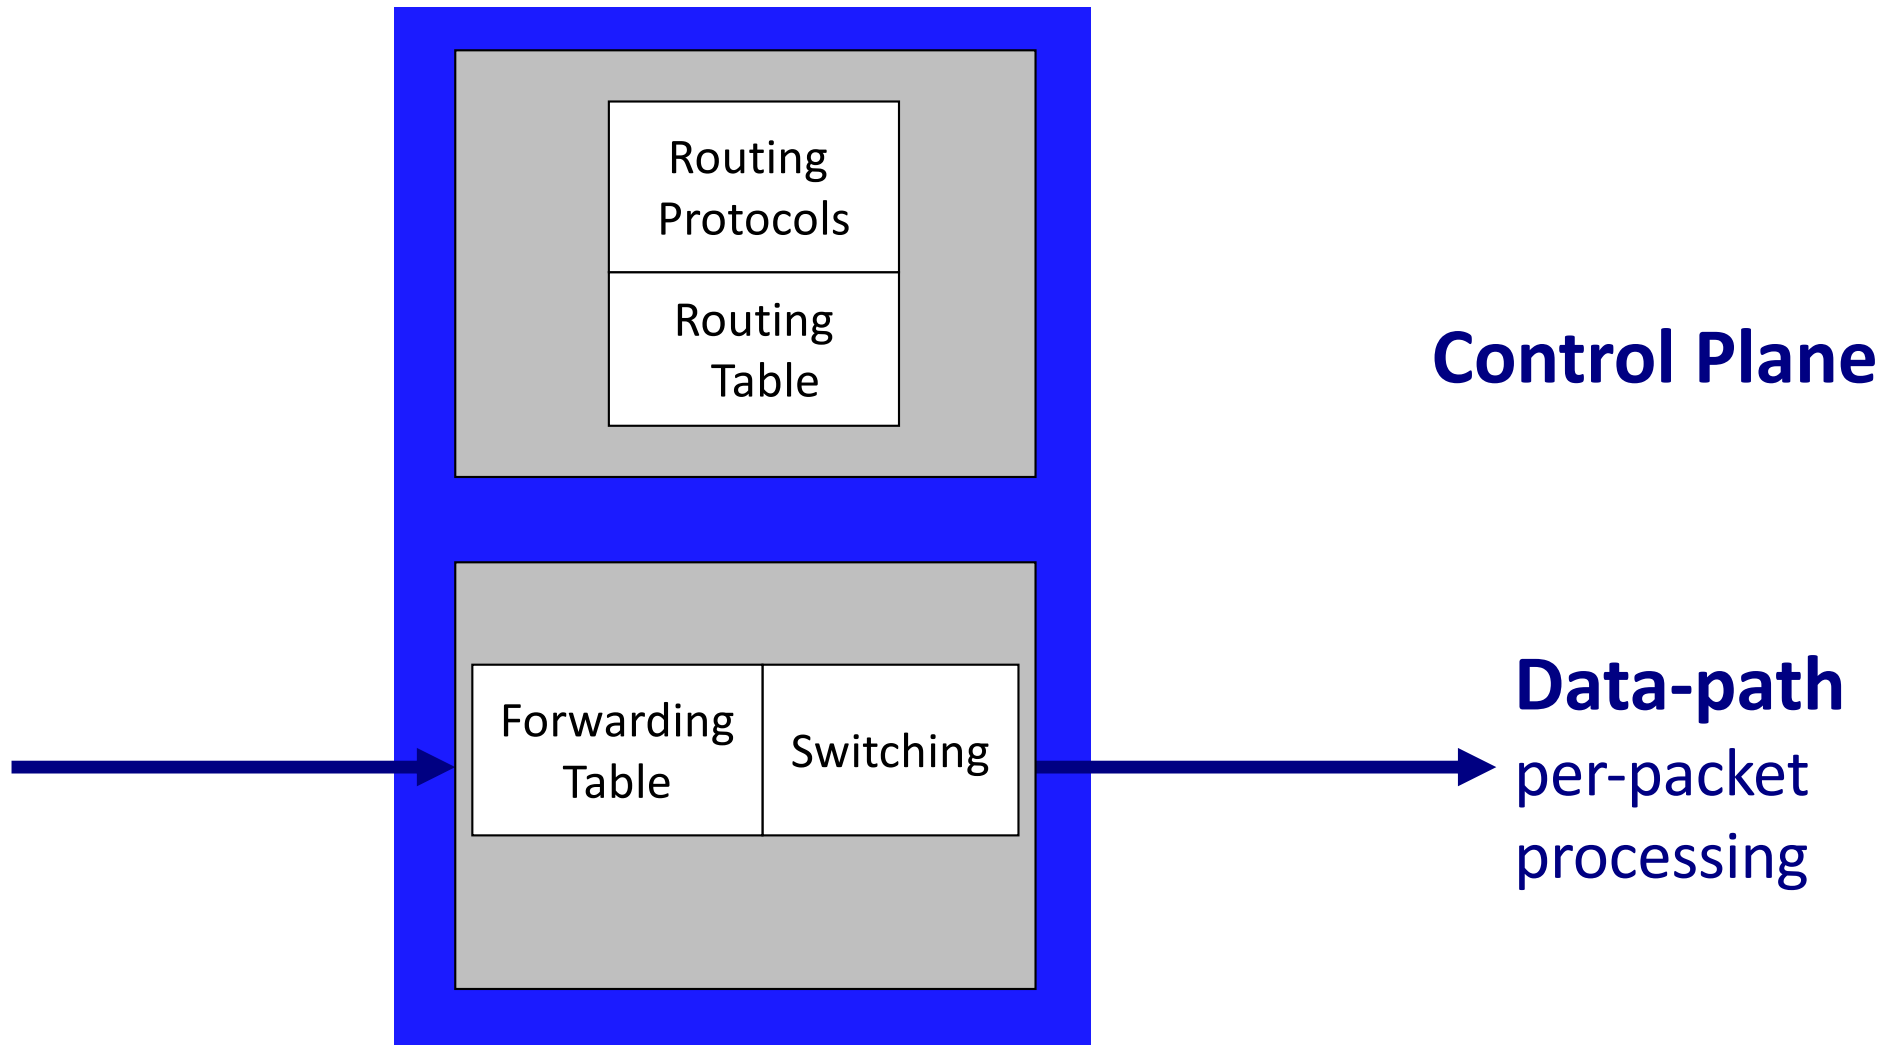 Routing
Protocols
Routing
Table
Control Plane
Forwarding
Table
Switching
Data-path
per-packet
processing